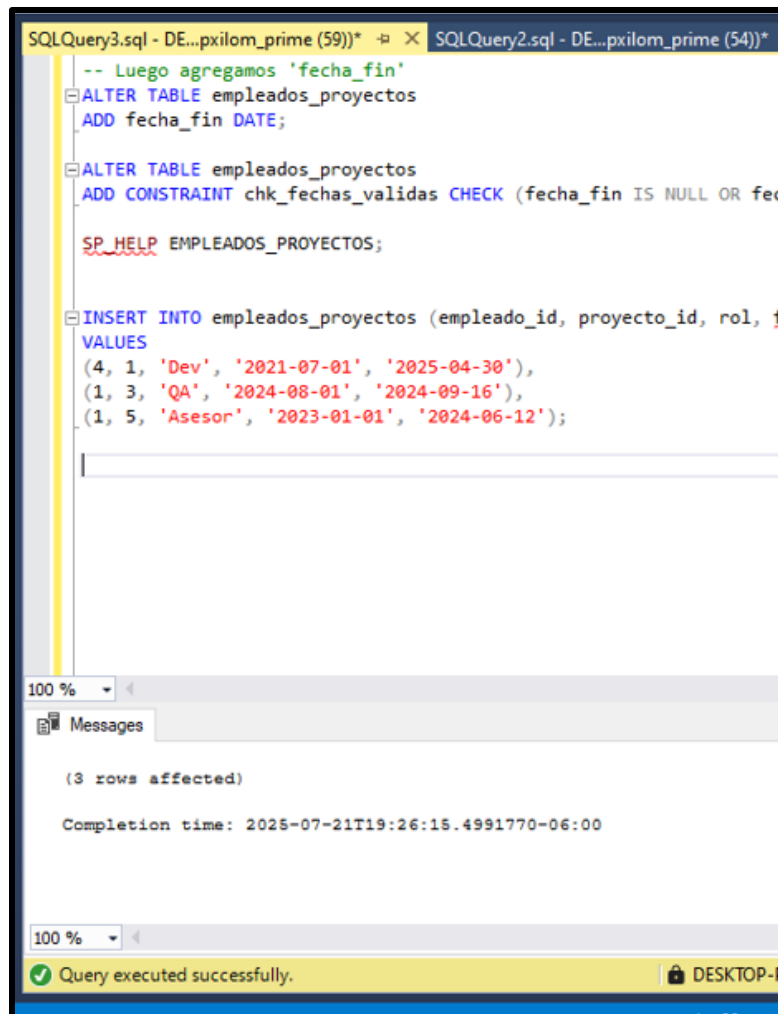 SQLQuery3.sql - DE...pxilom_prime (59))* SQLQuery2.sql - DE...pxilom_prime (54))*
-- Luego agregamos 'fecha_fin'
ALTER TABLE empleados_proyectos
ADD fecha_fin DATE;
ALTER TABLE empleados_proyectos
ADD CONSTRAINT chk_fechas_validas CHECK (fecha_fin IS NULL OR fec
SP_HELP EMPLEADOS_PROYECTOS;
INSERT INTO empleados_proyectos (empleado_id, proyecto_id, rol,
VALUES
(4, 1, 'Dev', '2021-07-01', '2025-04-30'),
(1, 3, 'QA', '2024-08-01', '2024-09-16'),
(1, 5, 'Asesor', '2023-01-01', '2024-06-12');
100 %
Messages
(3 rows affected)
Completion time: 2025-07-21T19:26:15.4991770-06:00
100 %
Query executed successfully. DESKTOP-